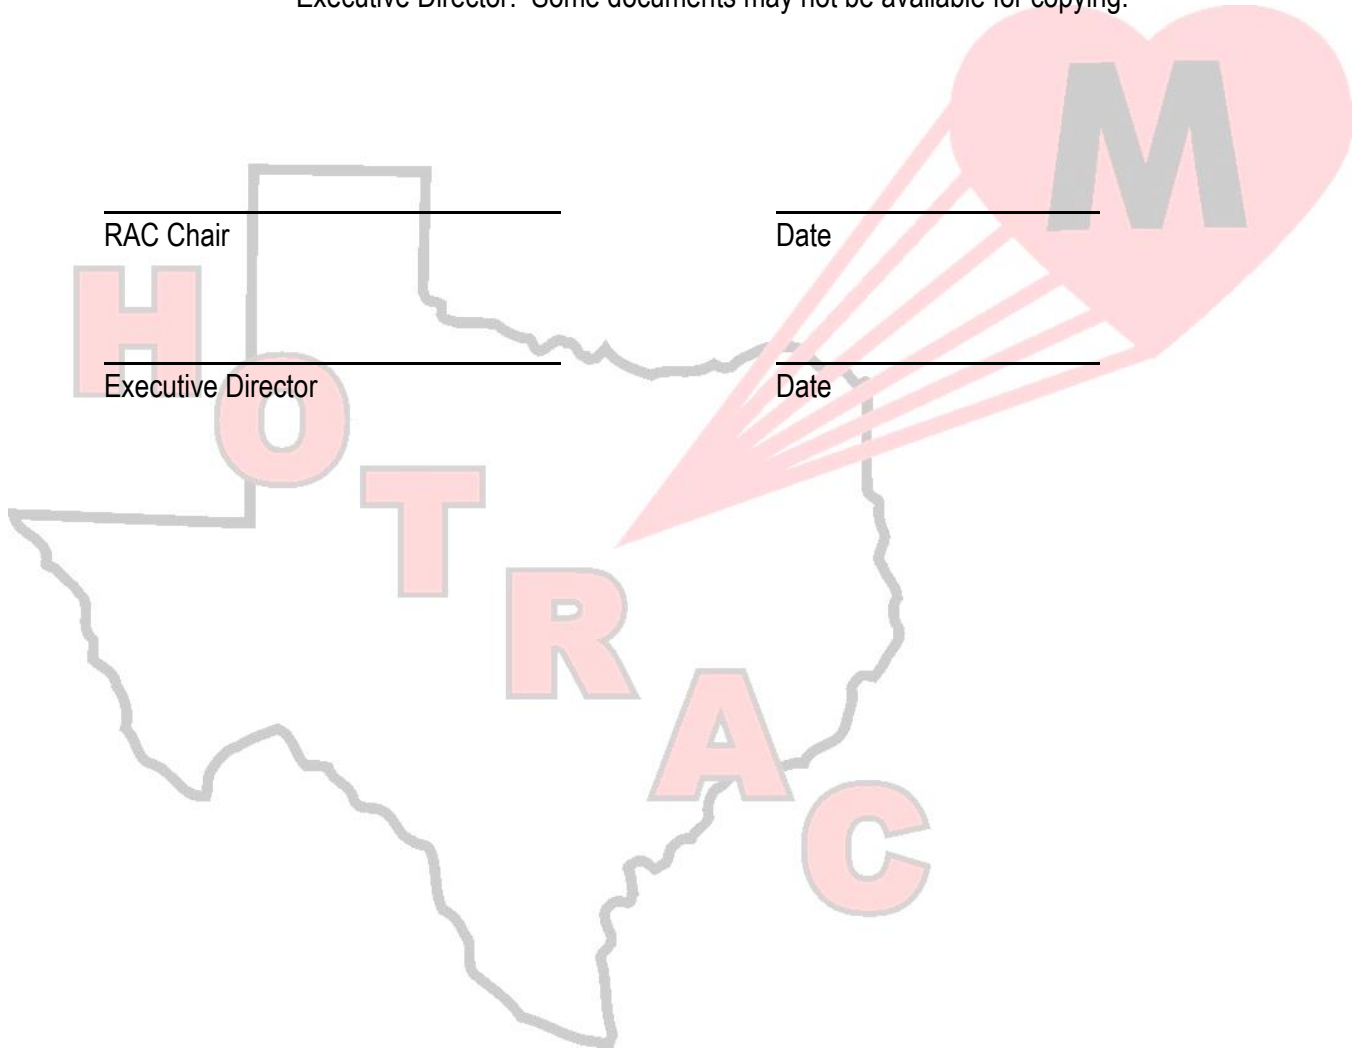 Executive Director. Some documents may not be available for copying.
M
RAC Chair Date
Executive Director Date
H
O
T
R
A
C